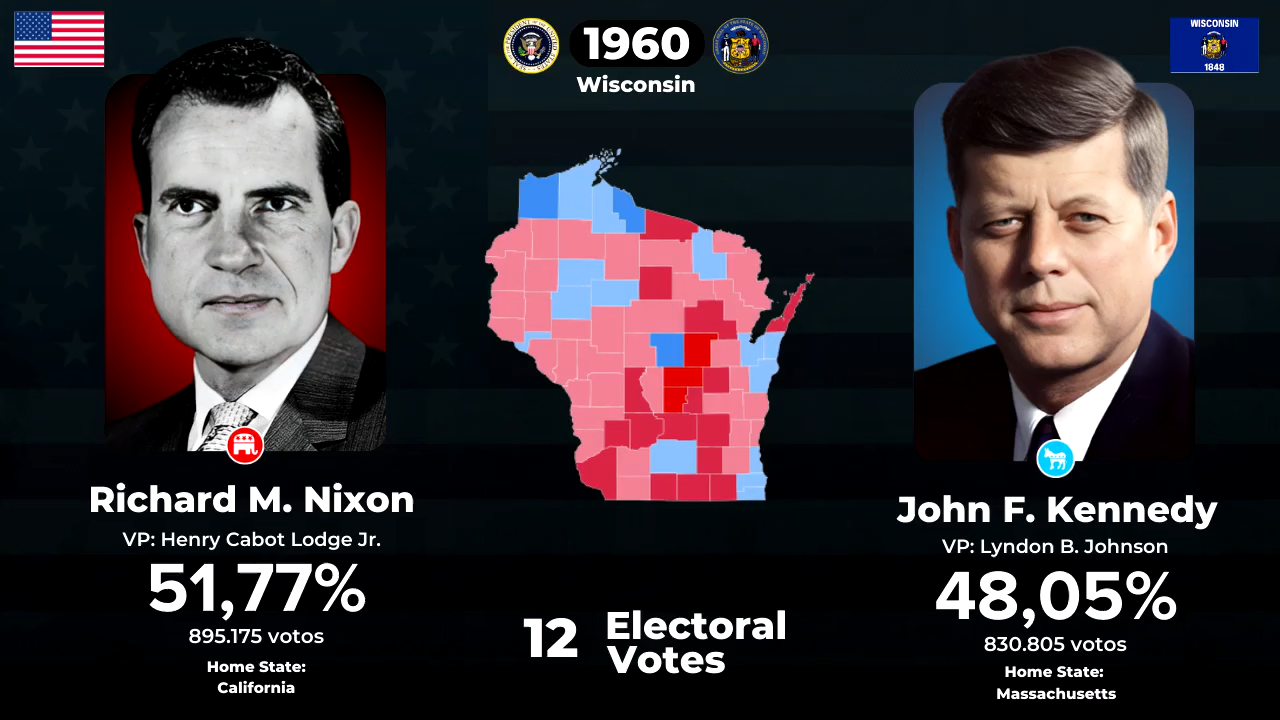 1960
Wisconsin
WISCONSIN
1848
Richard M. Nixon
VP: Henry Cabot Lodge Jr.
51,77%
895.175 votos
Home State:
California
12
Electoral
Votes
John F. Kennedy
VP: Lyndon B. Johnson
48,05%
830.805 votos
Home State:
Massachusetts